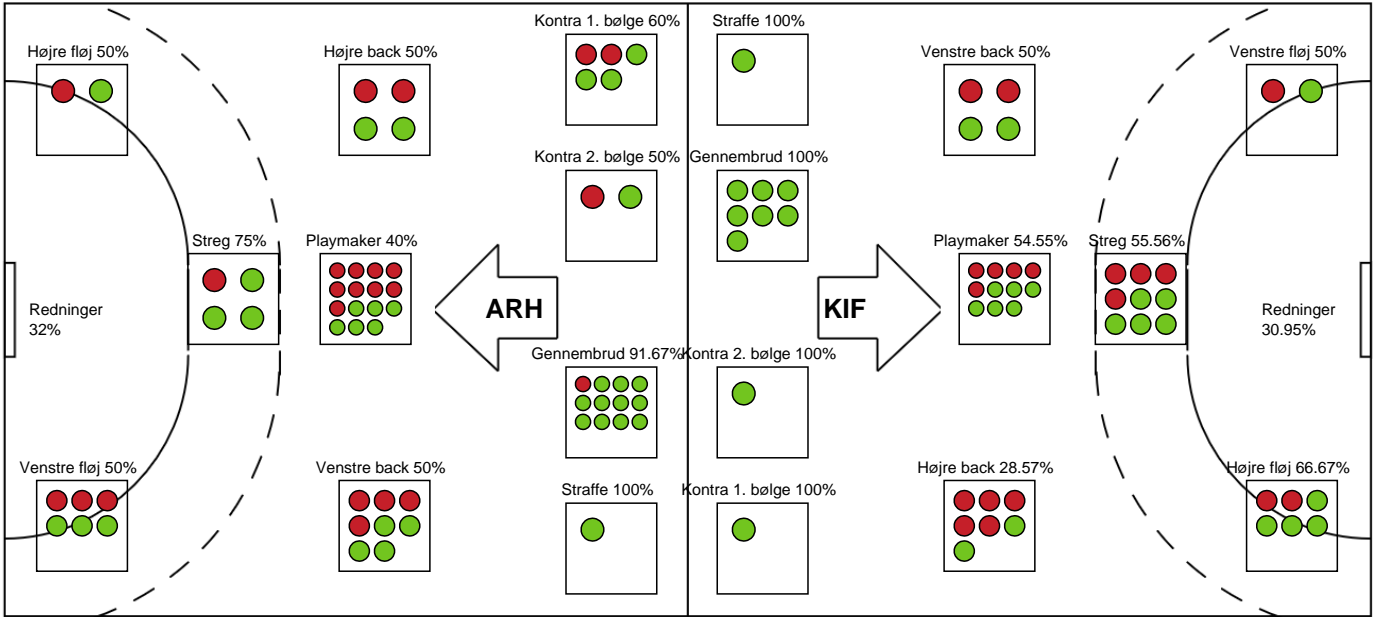 Kontra 1. bølge 60%
Straffe 100%
Højre fløj 50%
Højre back 50%
Venstre back 50%
Venstre fløj 50%
Kontra 2. bølge 50%
Gennembrud 100%
Streg 75%
Playmaker 40%
Playmaker 54.55%
Streg 55.56%
Redninger
32%
ARH
KIF
Redninger
30.95%
Gennembrud 91.67%
Kontra 2. bølge 100%
Venstre fløj 50%
Venstre back 50%
Straffe 100%
Kontra 1. bølge 100%
Højre back 28.57%
Højre fløj 66.67%